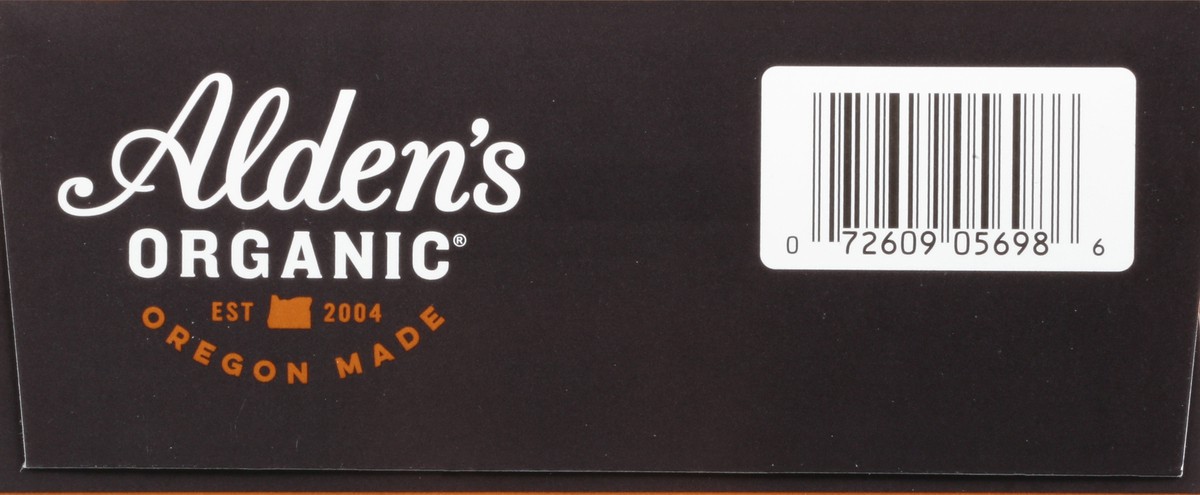 Alden's
ORGANIC®
EST 2004
OREGON MADE
0 72609 05698 6